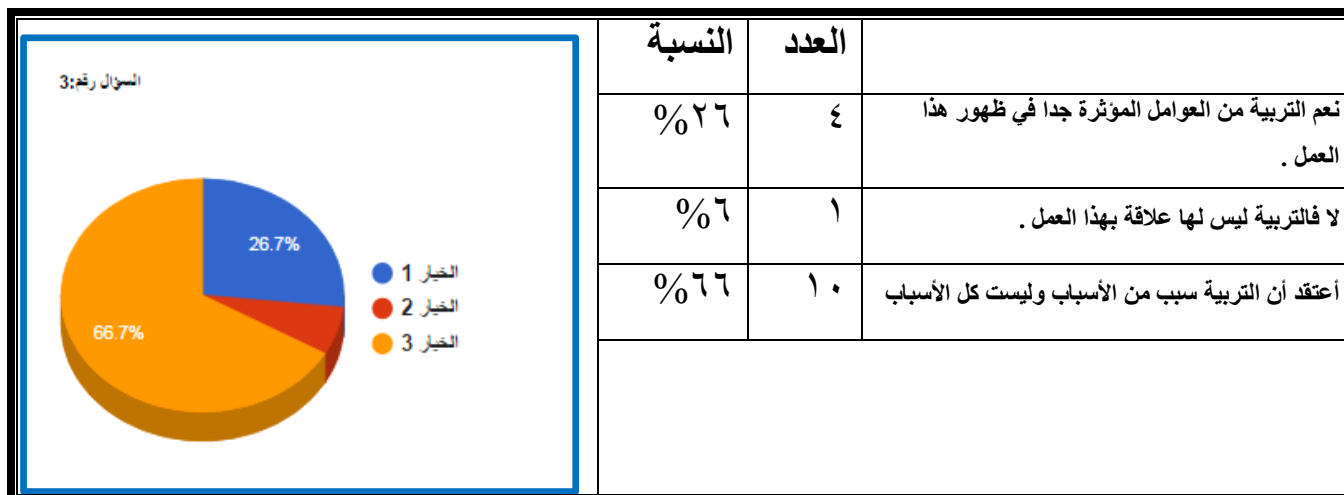 العدد النسبة
نعم التربية من العوامل المؤثرة جدا في ظهور هذا
العمل .
٤ %٢٦
لا فالتربية ليس لها علاقة بهذا العمل . ١ %٦
أعتقد أن التربية سبب من الأسباب وليست كل الأسباب ١٠ %٦٦
السؤال رقم:3
26.7%
66.7%
الخيار 1
الخيار 2
الخيار 3